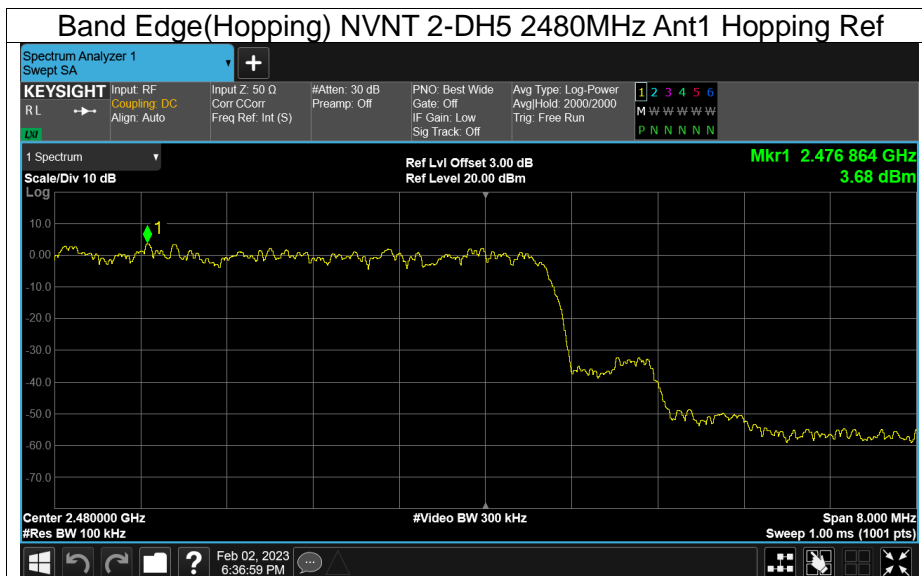 Band Edge(Hopping) NVNT 2-DH5 2480MHz Ant1 Hopping Ref
Spectrum Analyzer 1
Swept SA
KEYSIGHT
R L
LXI
Input: RF
Coupling: DC
Align: Auto
Input Z: 50 Ω
Corr CCorr
Freq Ref: Int (S)
#Atten: 30 dB
Preamp: Off
PNO: Best Wide
Gate: Off
IF Gain: Low
Sig Track: Off
Avg Type: Log-Power
Avg|Hold: 2000/2000
Trig: Free Run
1 2 3 4 5 6
M W W W W W
P N N N N N
1 Spectrum
Scale/Div 10 dB
Ref Lvl Offset 3.00 dB
Ref Level 20.00 dBm
Mkr1 2.476 864 GHz
3.68 dBm
Log
10.0
0.00
-10.0
-20.0
-30.0
-40.0
-50.0
-60.0
-70.0
1
Center 2.480000 GHz
#Res BW 100 kHz
#Video BW 300 kHz
Span 8.000 MHz
Sweep 1.00 ms (1001 pts)
?
Feb 02, 2023
6:36:59 PM